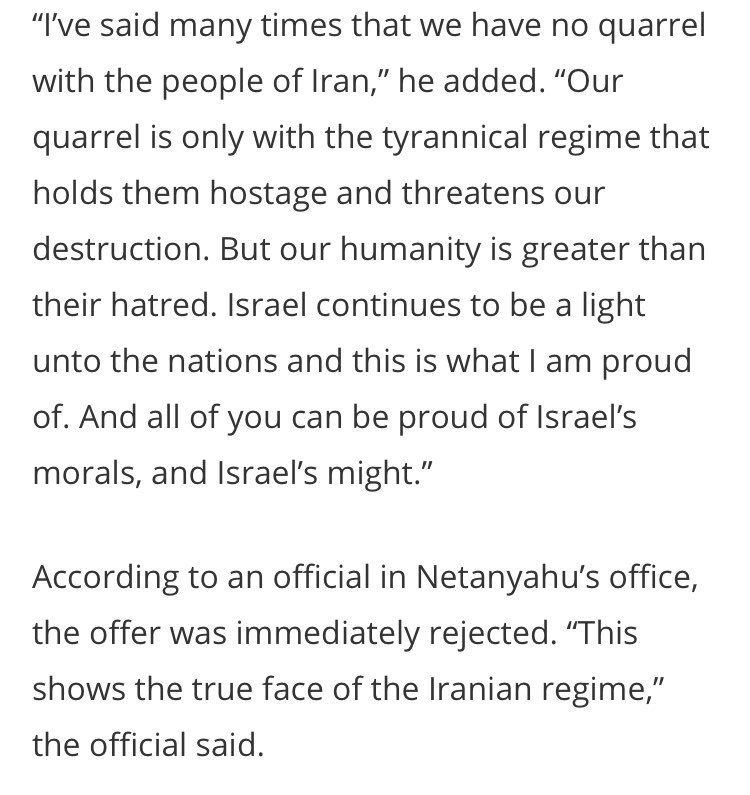 “I’ve said many times that we have no quarrel
with the people of Iran,” he added. “Our
quarrel is only with the tyrannical regime that
holds them hostage and threatens our
destruction. But our humanity is greater than
their hatred. Israel continues to be a light
unto the nations and this is what I am proud
of. And all of you can be proud of Israel’s
morals, and Israel’s might.”
According to an official in Netanyahu’s office,
the offer was immediately rejected. “This
shows the true face of the Iranian regime,”
the official said.